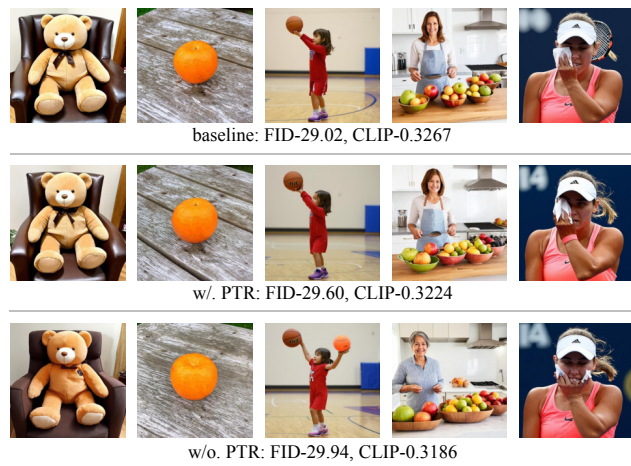 baseline: FID-29.02, CLIP-0.3267
w/. PTR: FID-29.60, CLIP-0.3224
w/o. PTR: FID-29.94, CLIP-0.3186